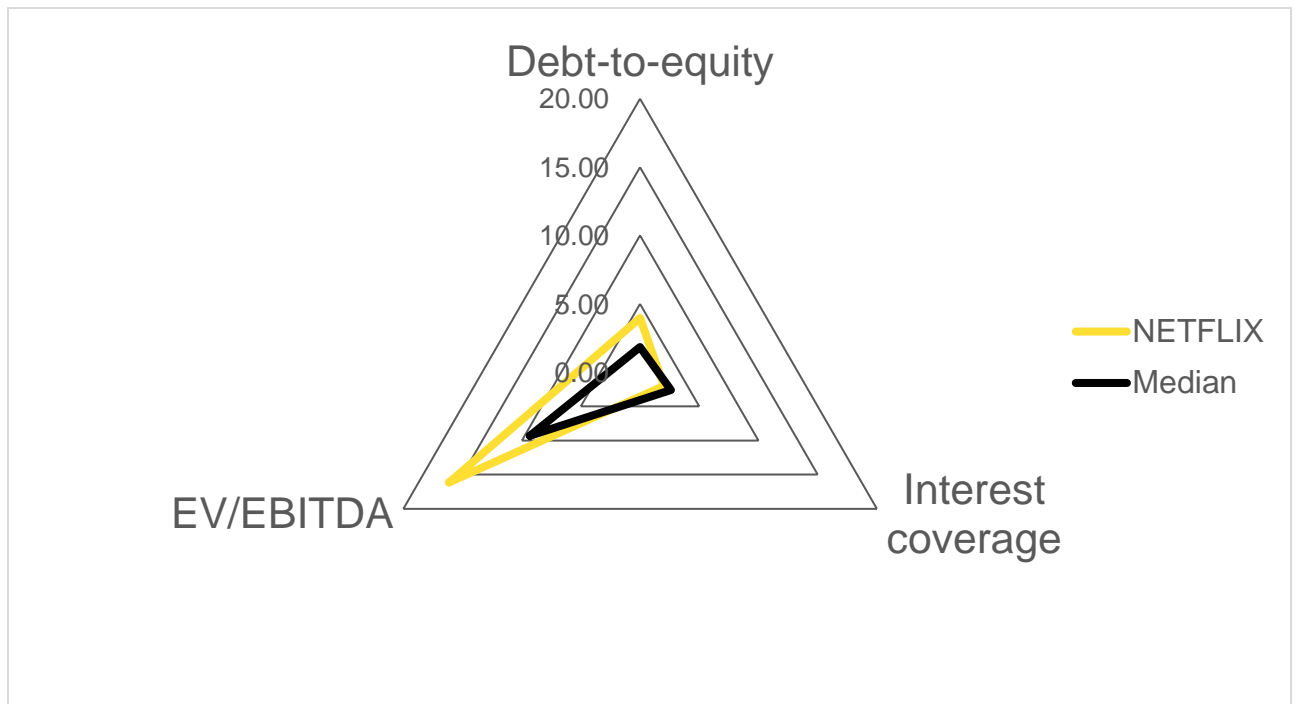 Debt-to-equity
20.00
15.00
10.00
5.00
0.00
NETFLIX
Median
EV/EBITDA
Interest
coverage